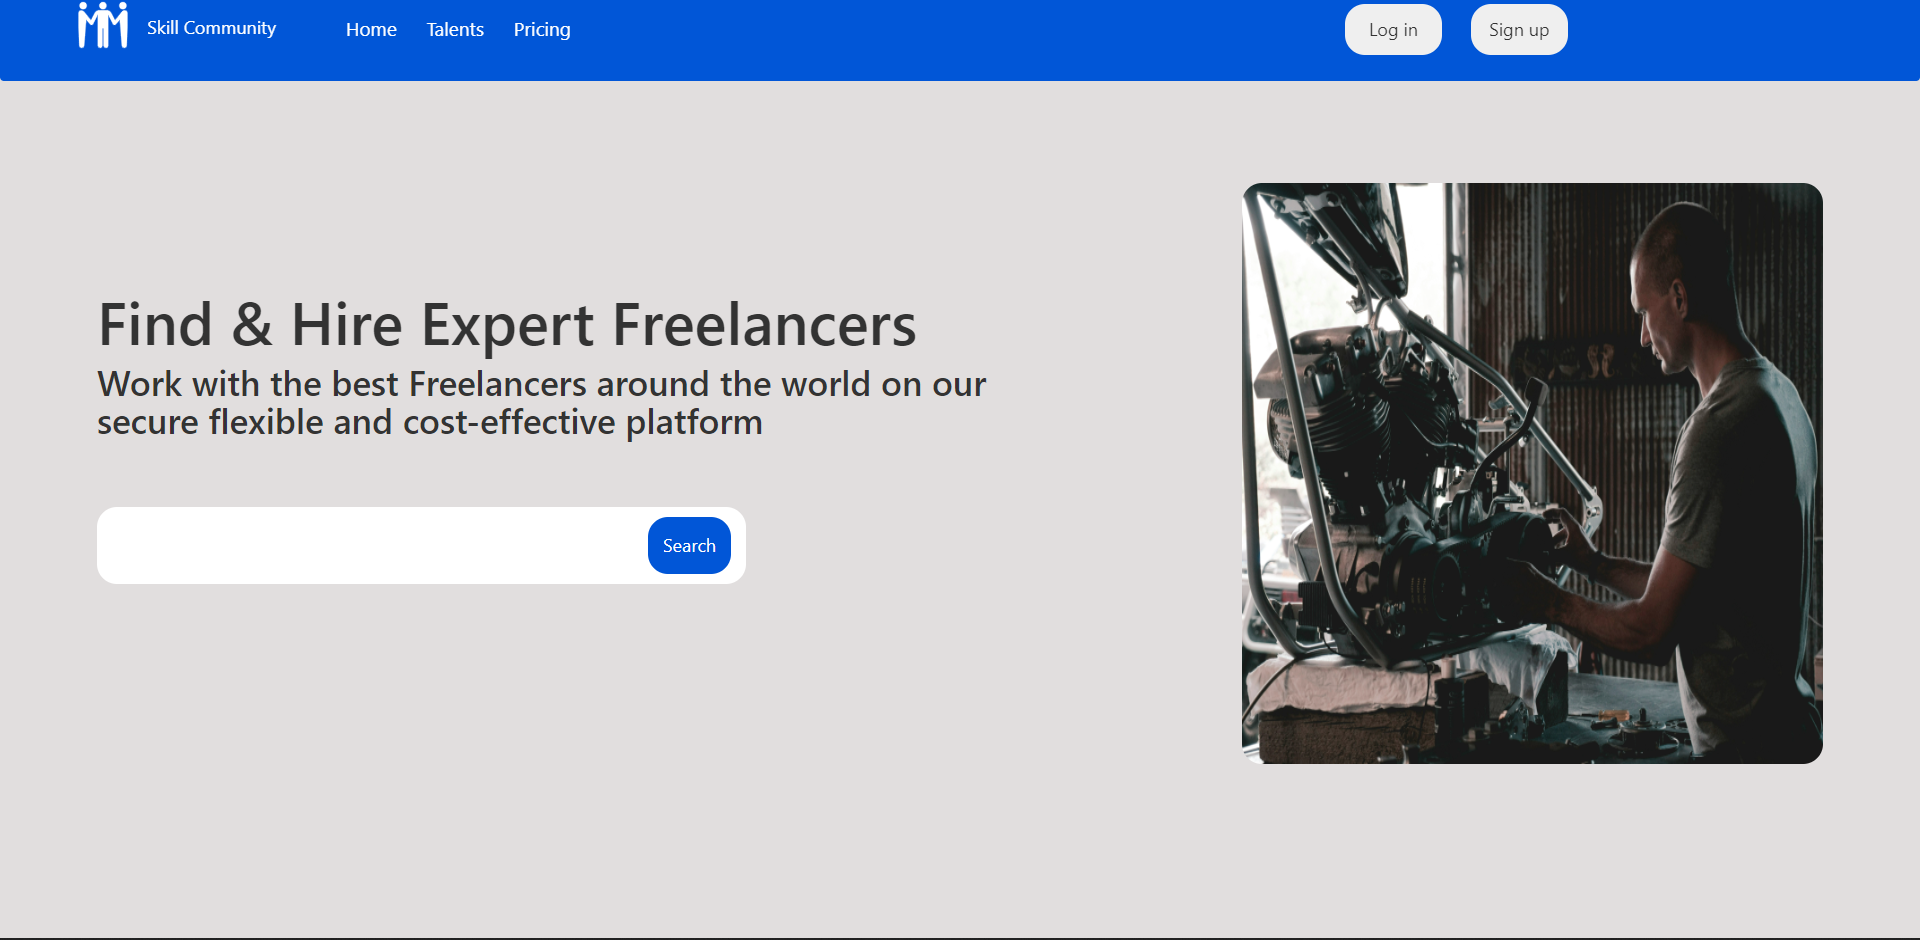 Skill Community
Home
Talents
Pricing
Log in
Sign up
Find & Hire Expert Freelancers
Work with the best Freelancers around the world on our
secure flexible and cost-effective platform
Search